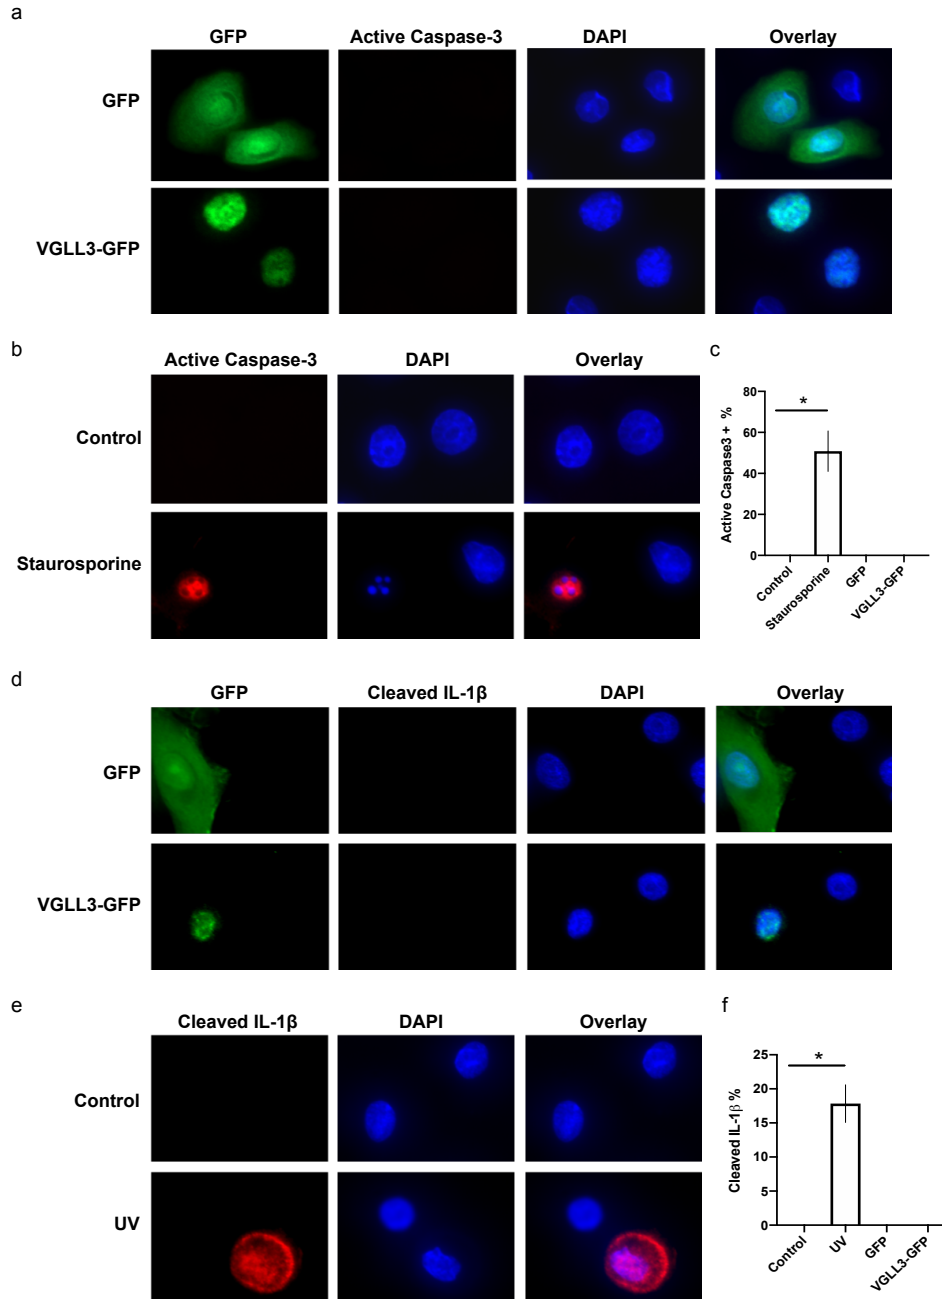 a
GFP Active Caspase-3 DAPI Overlay
GFP
VGLL3-GFP
b
Active Caspase-3 DAPI Overlay
Control
Staurosporine
c
Active Caspase3 + %
80
60
40
20
0
*
Control
Staurosporine
GFP
VGLL3-GFP
d
GFP Cleaved IL-1β DAPI Overlay
GFP
VGLL3-GFP
e
Cleaved IL-1β DAPI Overlay
Control
UV
f
Cleaved IL-1β %
25
20
15
10
5
0
*
Control
UV
GFP
VGLL3-GFP